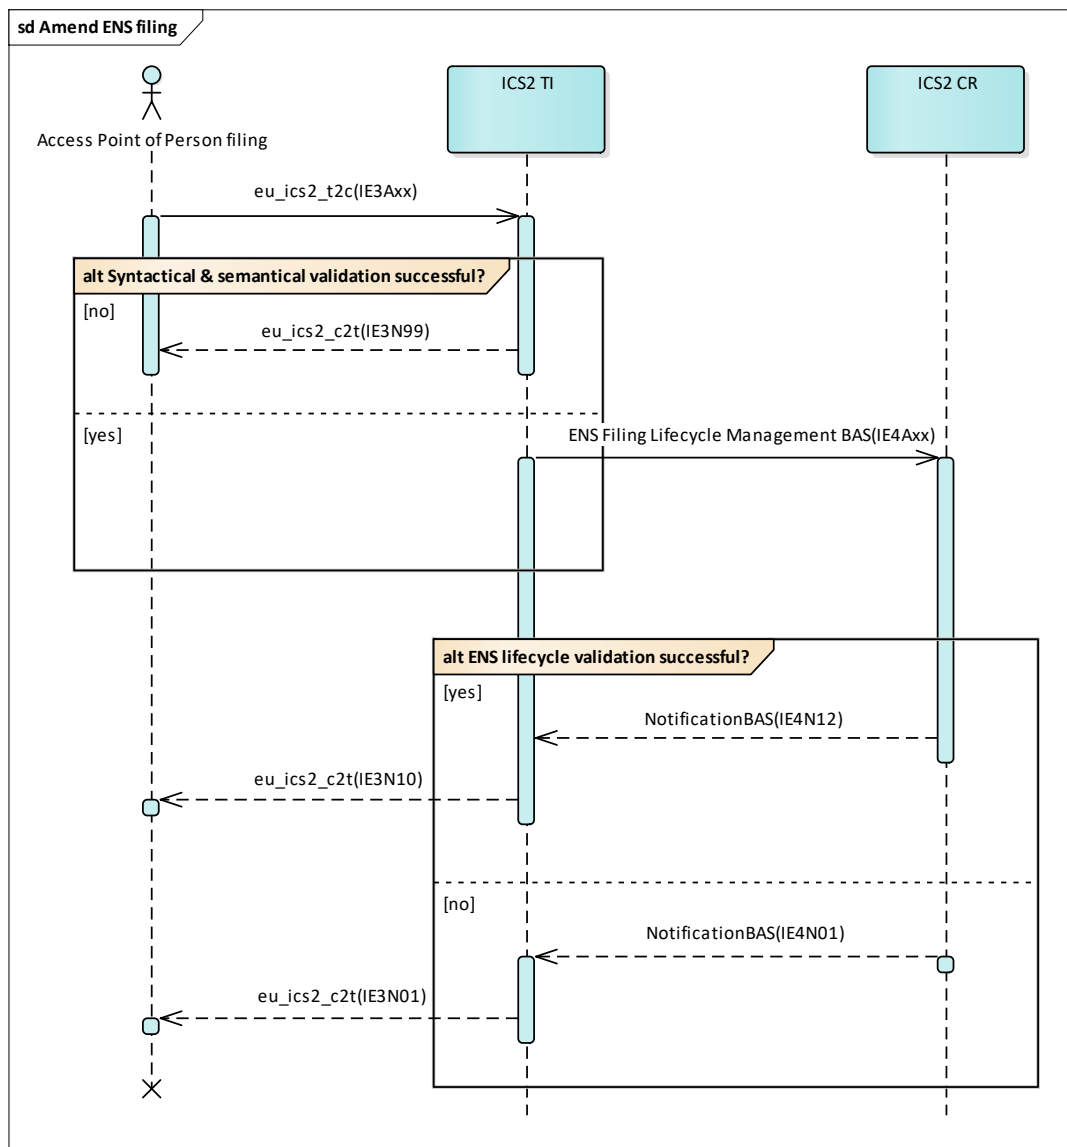 sd Amend ENS filing
ICS2 TI
ICS2 CR
Access Point of Person filing
eu_ics2_t2c(IE3Axx)
alt Syntactical & semantical validation successful?
[no]
eu_ics2_c2t(IE3N99)
[yes]
ENS Filing Lifecycle Management BAS(IE4Axx)
alt ENS lifecycle validation successful?
[yes]
NotificationBAS(IE4N12)
eu_ics2_c2t(IE3N10)
[no]
NotificationBAS(IE4N01)
eu_ics2_c2t(IE3N01)